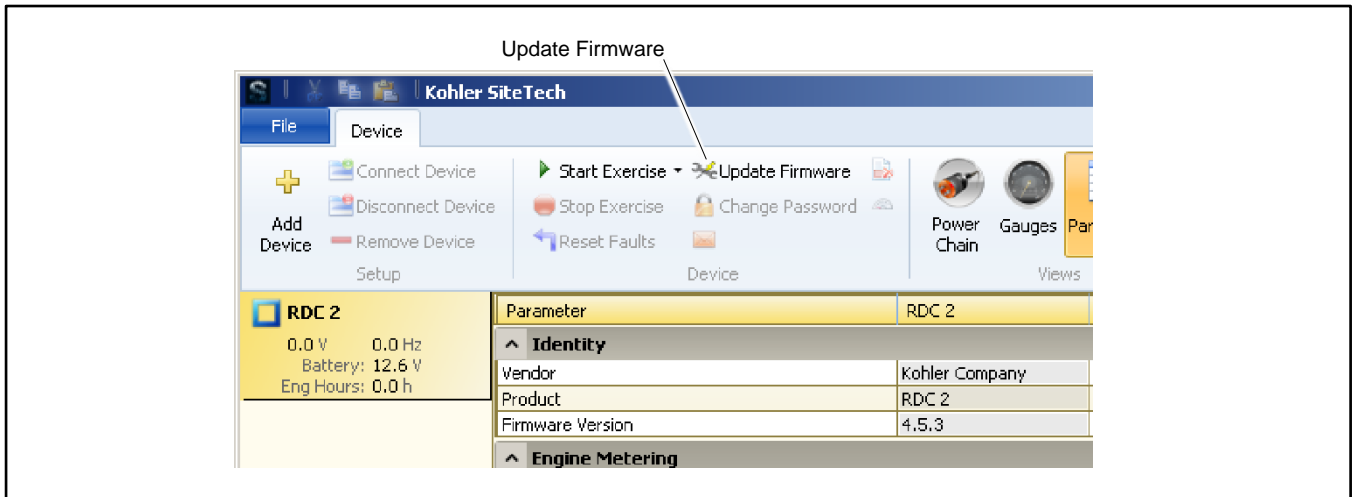 Update Firmware
Kohler SiteTech
File Device
Add Device
Connect Device
Disconnect Device
Remove Device
Setup
Start Exercise
Stop Exercise
Reset Faults
Update Firmware
Change Password
Device
Power Chain
Gauges
Par
Views
RDC 2
0.0 V 0.0 Hz
Battery: 12.6 V
Eng Hours: 0.0 h
Parameter RDC 2
Identity
Vendor Kohler Company
Product RDC 2
Firmware Version 4.5.3
Engine Metering